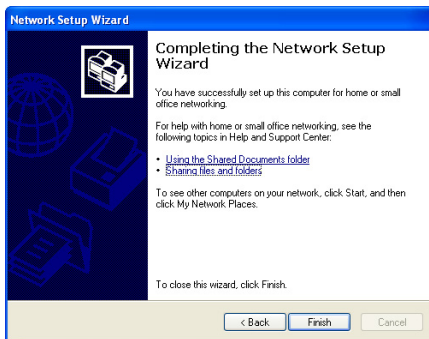 Network Setup Wizard
Completing the Network Setup
Wizard
You have successfully set up this computer for home or small
office networking.
For help with home or small office networking, see the
following topics in Help and Support Center:
• Using the Shared Documents folder
• Sharing files and folders
To see other computers on your network, click Start, and then
click My Network Places.
To close this wizard, click Finish.
< Back Finish Cancel